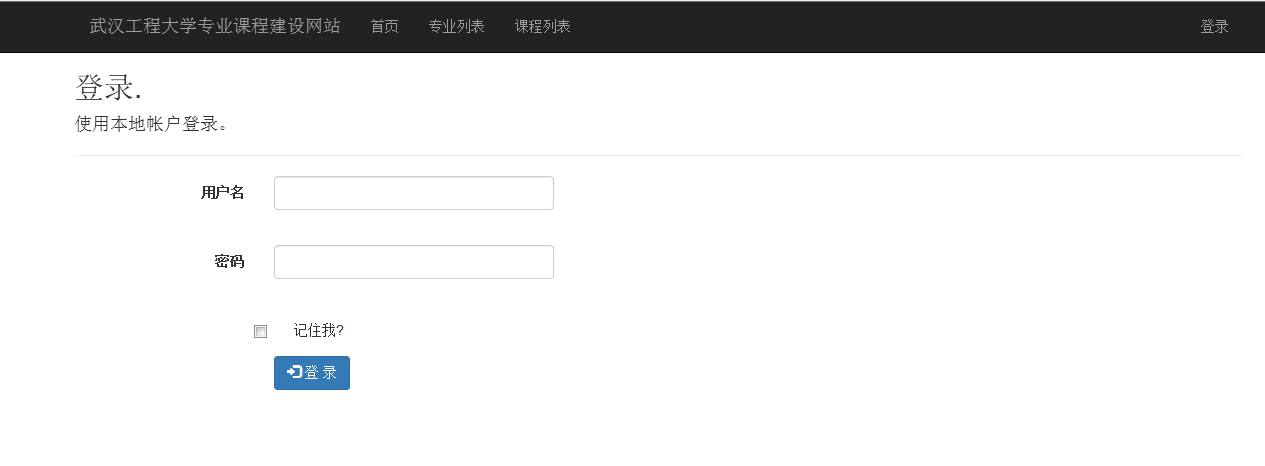 武汉工程大学专业课程建设网站 首页 专业列表 课程列表 登录
登录.
使用本地帐户登录。
用户名
密码
记住我?
登 录